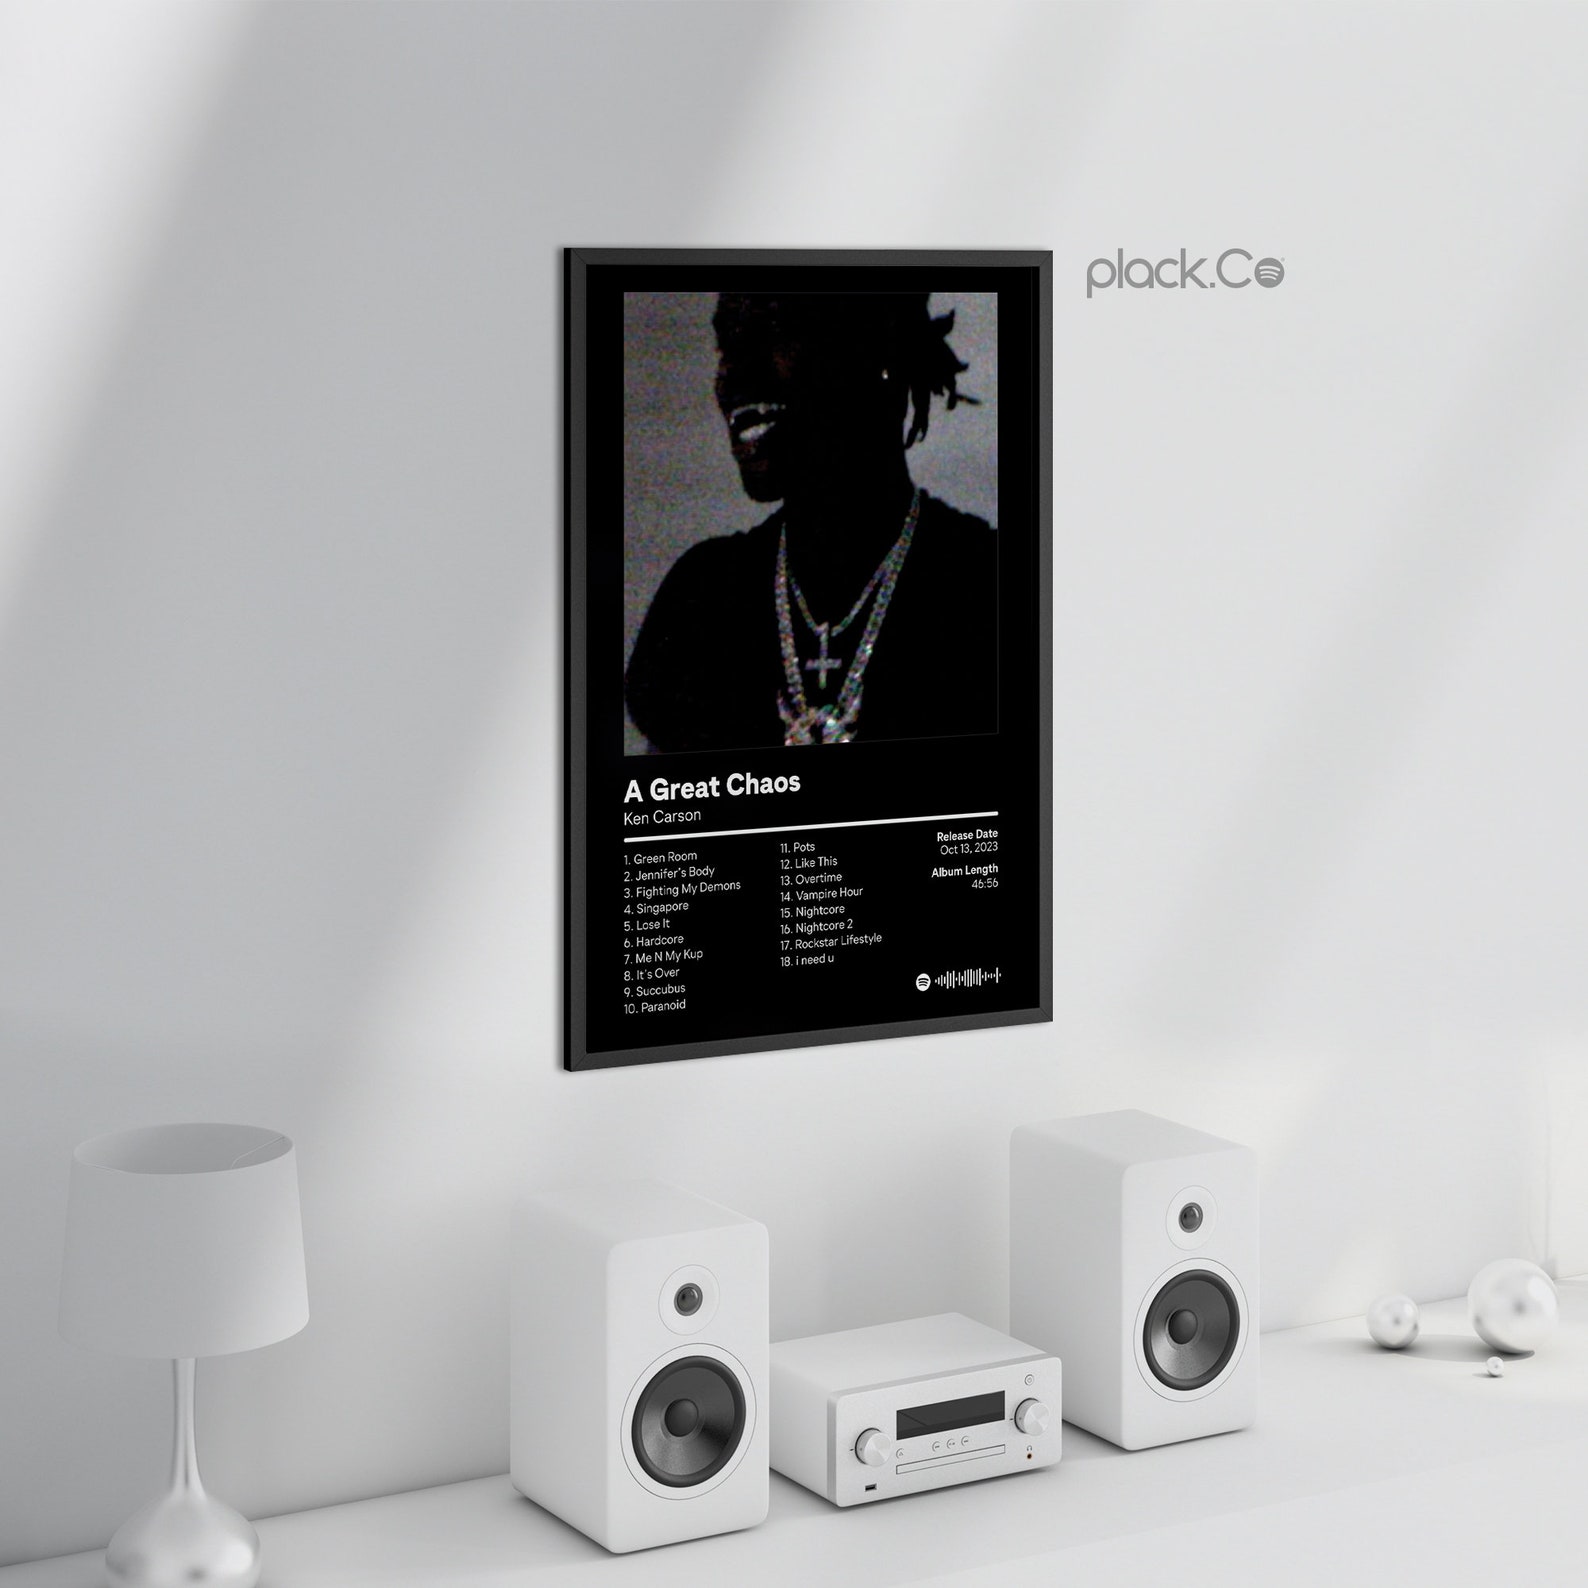 plack.Co
A Great Chaos
Ken Carson
1. Green Room
2. Jennifer's Body
3. Fighting My Demons
4. Singapore
5. Lose It
6. Hardcore
7. Me N My Kup
8. It's Over
9. Succubus
10. Paranoid
11. Pots
12. Like This
13. Overtime
14. Vampire Hour
15. Nightcore
16. Nightcore 2
17. Rockstar Lifestyle
18. i need u
Release Date
Oct 13, 2023
Album Length
46:56